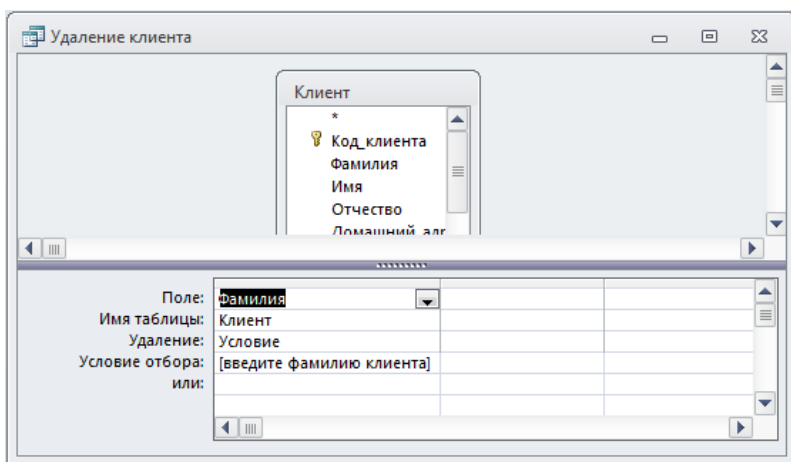 Удаление клиента
Клиент
*
Код_клиента
Фамилия
Имя
Отчество
Домашний_адр
Поле: Фамилия
Имя таблицы: Клиент
Удаление: Условие
Условие отбора: [введите фамилию клиента]
или: